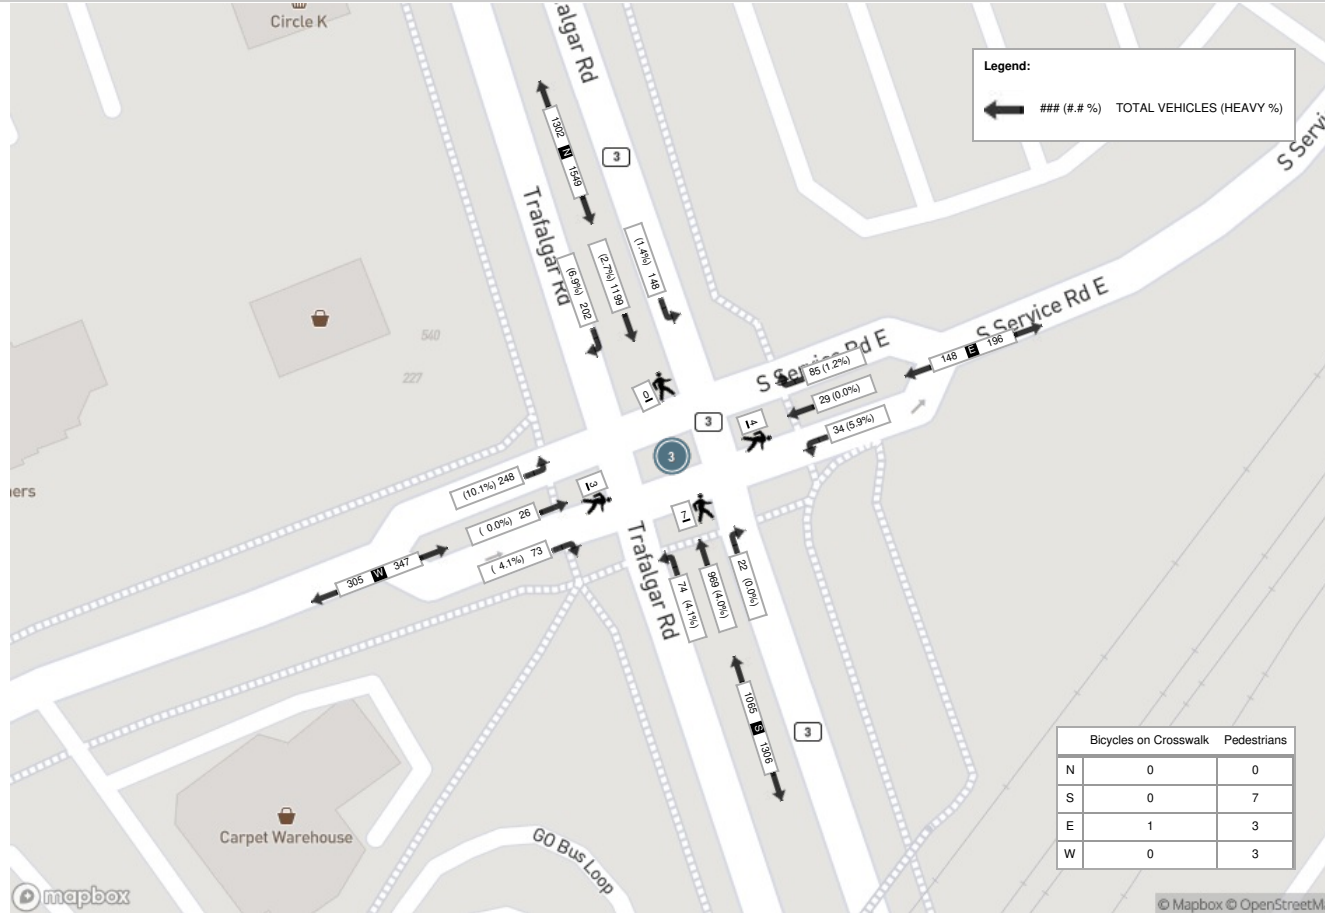 Circle K
Trafalgar Rd
Legend:
### (#.# %) TOTAL VEHICLES (HEAVY %)
1302 N 1549
3
Trafalgar Rd
(6.9%) 202
(2.7%) 1199
(1.4%) 148
S Service Rd E
S Service Rd E
148 E 196
85 (1.2%)
29 (0.0%)
34 (5.9%)
540
227
0
4
3
3
3
7
(10.1%) 248
( 0.0%) 26
( 4.1%) 73
305 W 347
Trafalgar Rd
74 (4.1%)
969 (4.0%)
22 (0.0%)
1065 S 1306
3
Carpet Warehouse
GO Bus Loop
Bicycles on Crosswalk Pedestrians
N 0 0
S 0 7
E 1 3
W 0 3
mapbox
© Mapbox © OpenStreetM